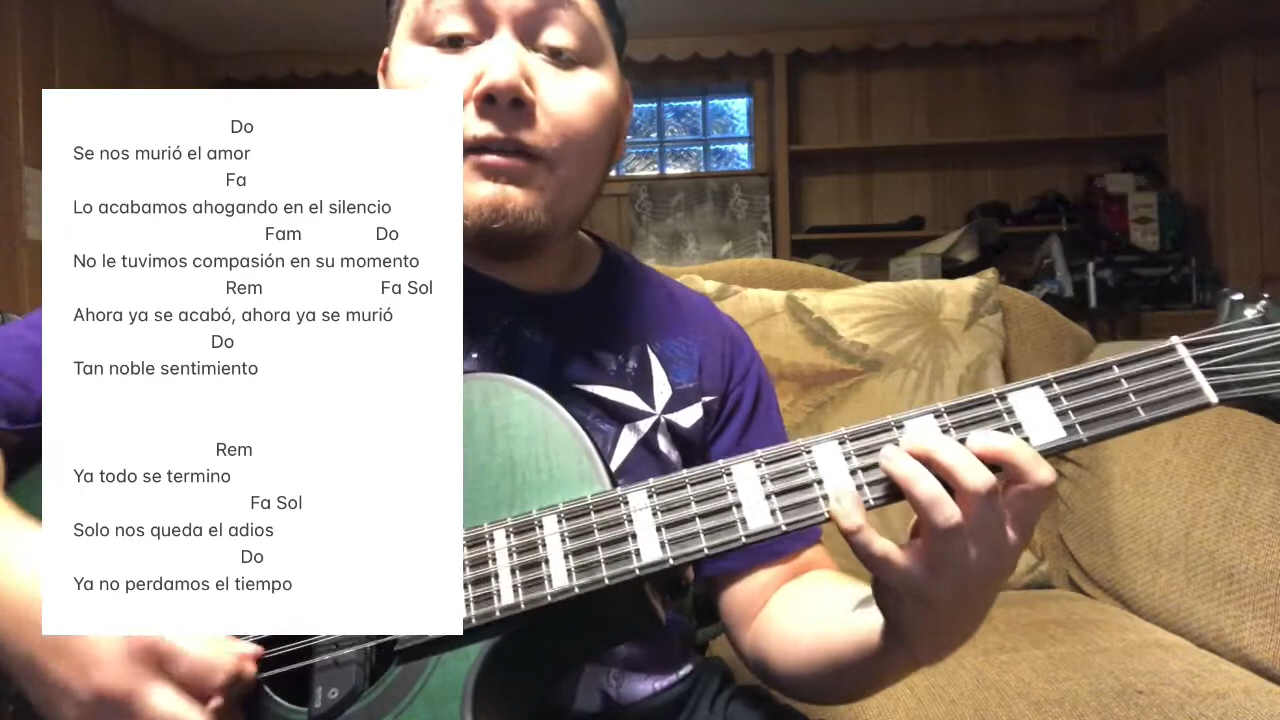 Do
Se nos murió el amor
Fa
Lo acabamos ahogando en el silencio
Fam Do
No le tuvimos compasión en su momento
Rem Fa Sol
Ahora ya se acabó, ahora ya se murió
Do
Tan noble sentimiento
Rem
Ya todo se termino
Fa Sol
Solo nos queda el adios
Do
Ya no perdamos el tiempo